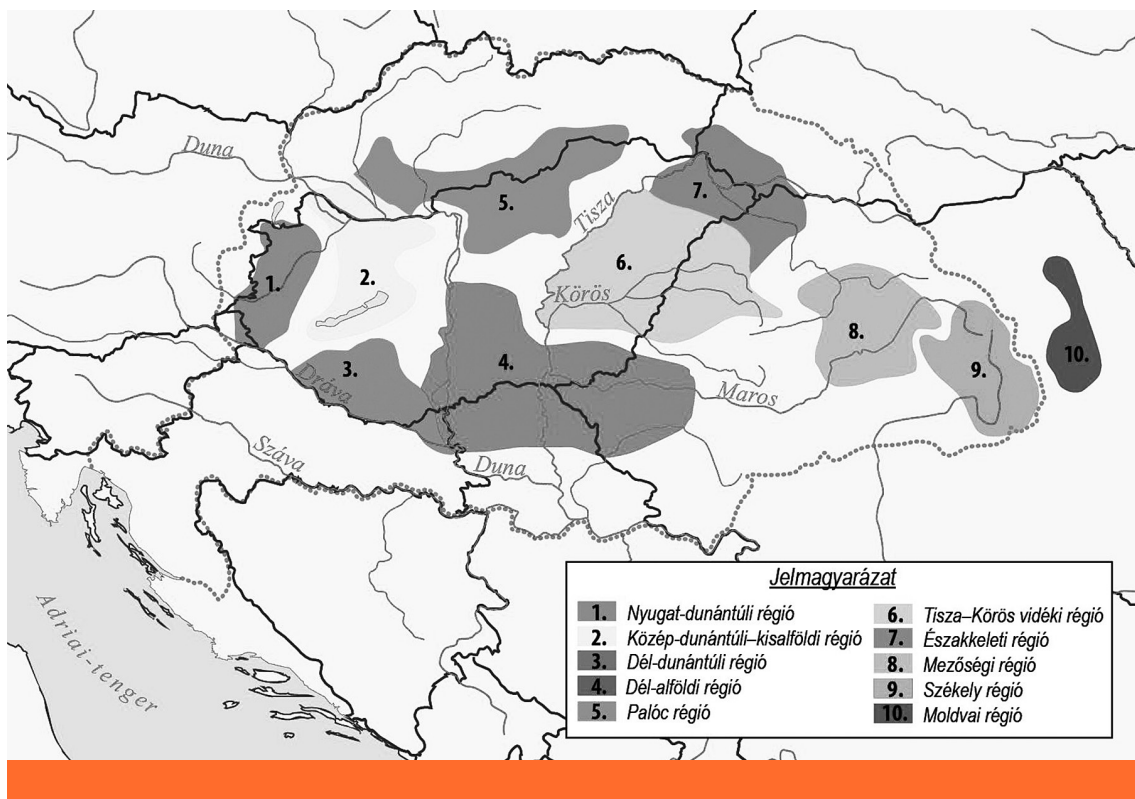 Duna
5.
7.
Tisza
1.
2.
6.
Körös
8.
3.
4.
9.
10.
Dráva
Maros
Száva
Duna
Adriai-tenger
Jelmagyarázat
1. Nyugat-dunántúli régió
2. Közép-dunántúli–kisalföldi régió
3. Dél-dunántúli régió
4. Dél-alföldi régió
5. Palóc régió
6. Tisza–Körös vidéki régió
7. Északkeleti régió
8. Mezőségi régió
9. Székely régió
10. Moldvai régió